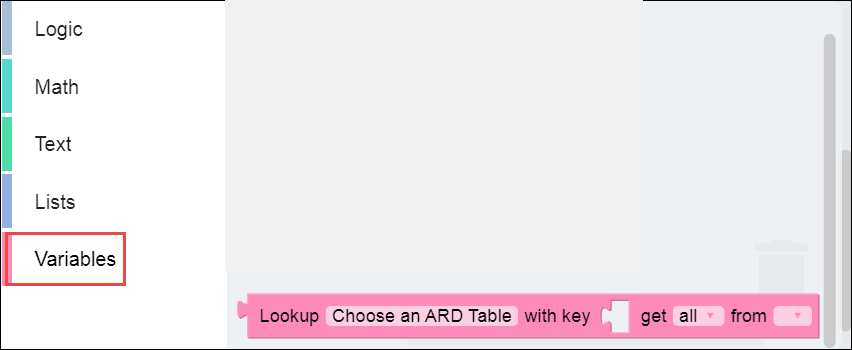 Logic
Math
Text
Lists
Variables
Lookup Choose an ARD Table with key get all from